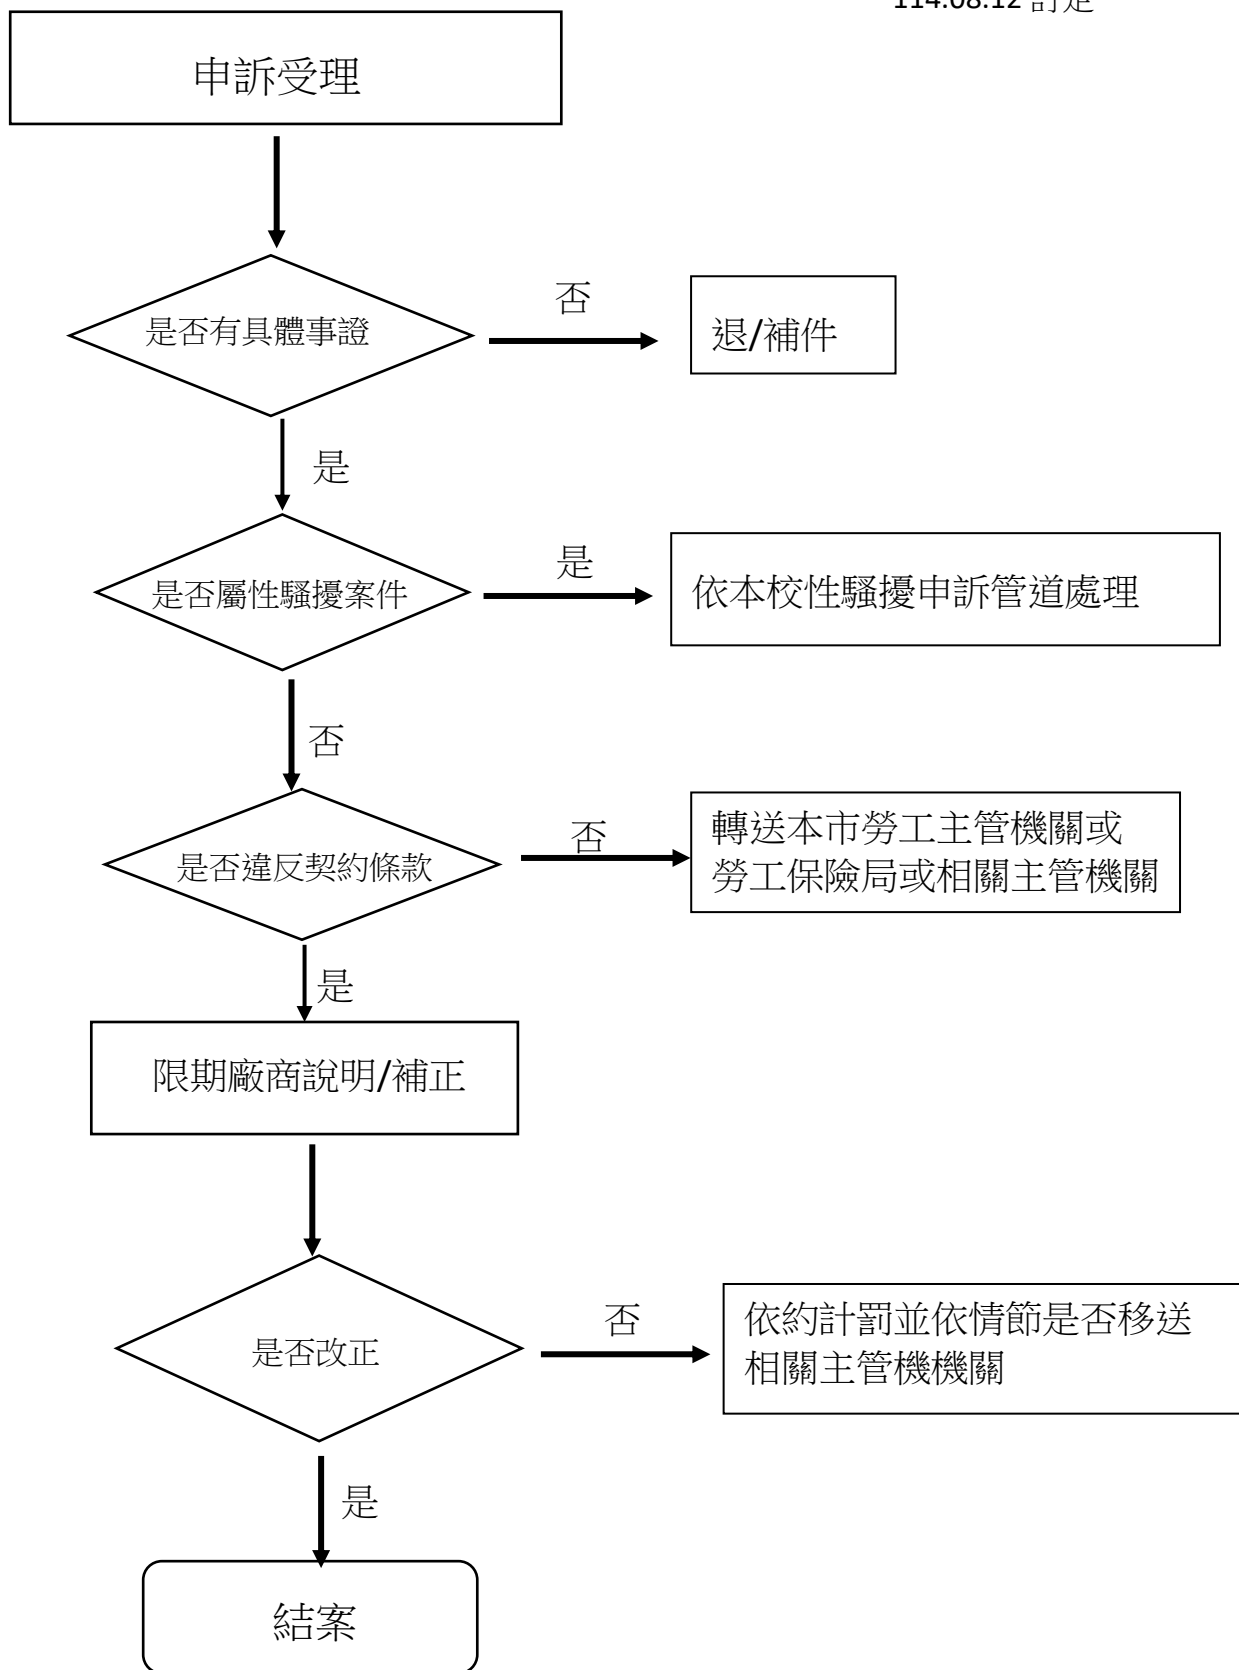 114.08.12 訂定
申訴受理
是否有具體事證
否
退/補件
是
是否屬性騷擾案件
是
依本校性騷擾申訴管道處理
否
是否違反契約條款
否
轉送本市勞工主管機關或
勞工保險局或相關主管機關
是
限期廠商說明/補正
是否改正
否
依約計罰並依情節是否移送
相關主管機機關
是
結案